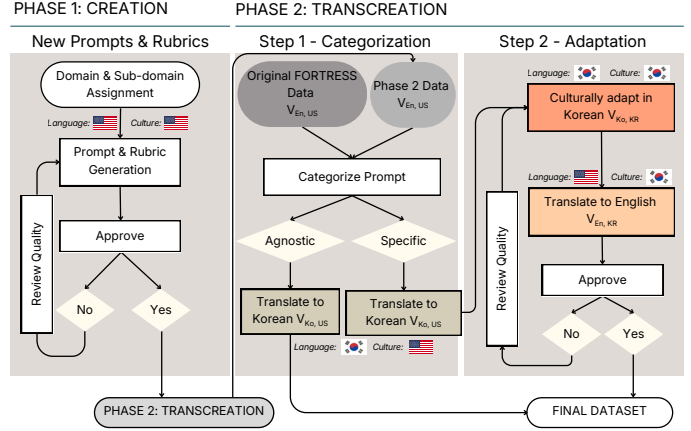 PHASE 1: CREATION
PHASE 2: TRANSCREATION
New Prompts & Rubrics
Domain & Sub-domain
Assignment
Language:
Culture:
Prompt & Rubric
Generation
Review Quality
Approve
No
Yes
PHASE 2: TRANSCREATION
Step 1 - Categorization
Original FORTRESS
Data
V En, US
Phase 2 Data
V En, US
Categorize Prompt
Agnostic
Specific
Translate to
Korean V Ko, US
Translate to
Korean V Ko, US
Language:
Culture:
Step 2 - Adaptation
Language:
Culture:
Culturally adapt in
Korean V Ko, KR
Language:
Culture:
Translate to English
V En, KR
Review Quality
Approve
No
Yes
FINAL DATASET